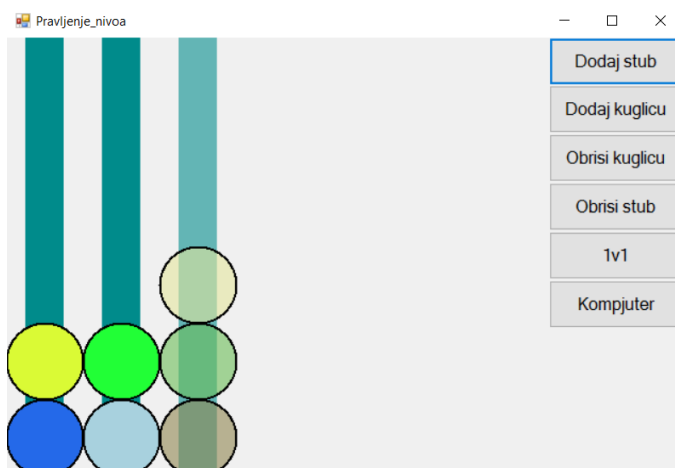 Pravljenje_nivoa
Dodaj stub
Dodaj kuglicu
Obrisi kuglicu
Obrisi stub
1v1
Kompjuter